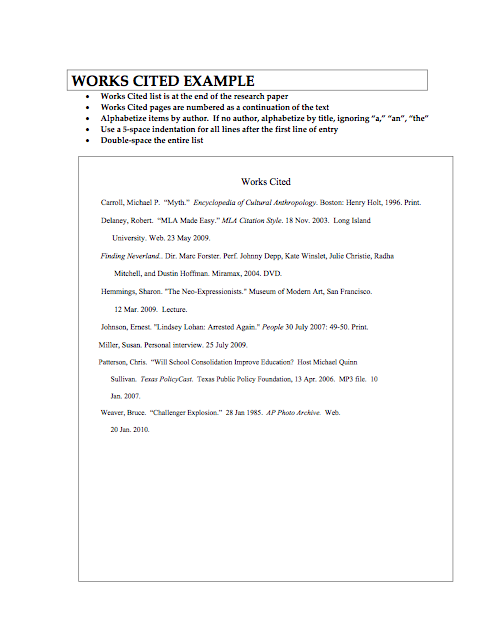 WORKS CITED EXAMPLE
• Works Cited list is at the end of the research paper
• Works Cited pages are numbered as a continuation of the text
• Alphabetize items by author. If no author, alphabetize by title, ignoring "a," "an", "the"
• Use a 5-space indentation for all lines after the first line of entry
• Double-space the entire list
Works Cited
Carroll, Michael P. "Myth." Encyclopedia of Cultural Anthropology. Boston: Henry Holt, 1996. Print.
Delaney, Robert. "MLA Made Easy." MLA Citation Style. 18 Nov. 2003. Long Island
University. Web. 23 May 2009.
Finding Neverland.. Dir. Marc Forster. Perf. Johnny Depp, Kate Winslet, Julie Christie, Radha
Mitchell, and Dustin Hoffman. Miramax, 2004. DVD.
Hemmings, Sharon. "The Neo-Expressionists." Museum of Modern Art, San Francisco.
12 Mar. 2009. Lecture.
Johnson, Ernest. "Lindsey Lohan: Arrested Again." People 30 July 2007: 49-50. Print.
Miller, Susan. Personal interview. 25 July 2009.
Patterson, Chris. "Will School Consolidation Improve Education? Host Michael Quinn
Sullivan. Texas PolicyCast. Texas Public Policy Foundation, 13 Apr. 2006. MP3 file. 10
Jan. 2007.
Weaver, Bruce. "Challenger Explosion." 28 Jan 1985. AP Photo Archive. Web.
20 Jan. 2010.